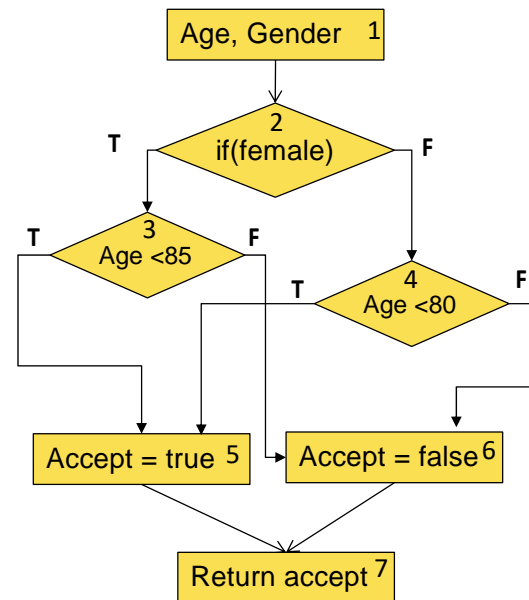 Age, Gender 1
2
T
if(female)
F
3
T
Age <85
F
4
T
Age <80
F
Accept = true 5
Accept = false 6
Return accept 7